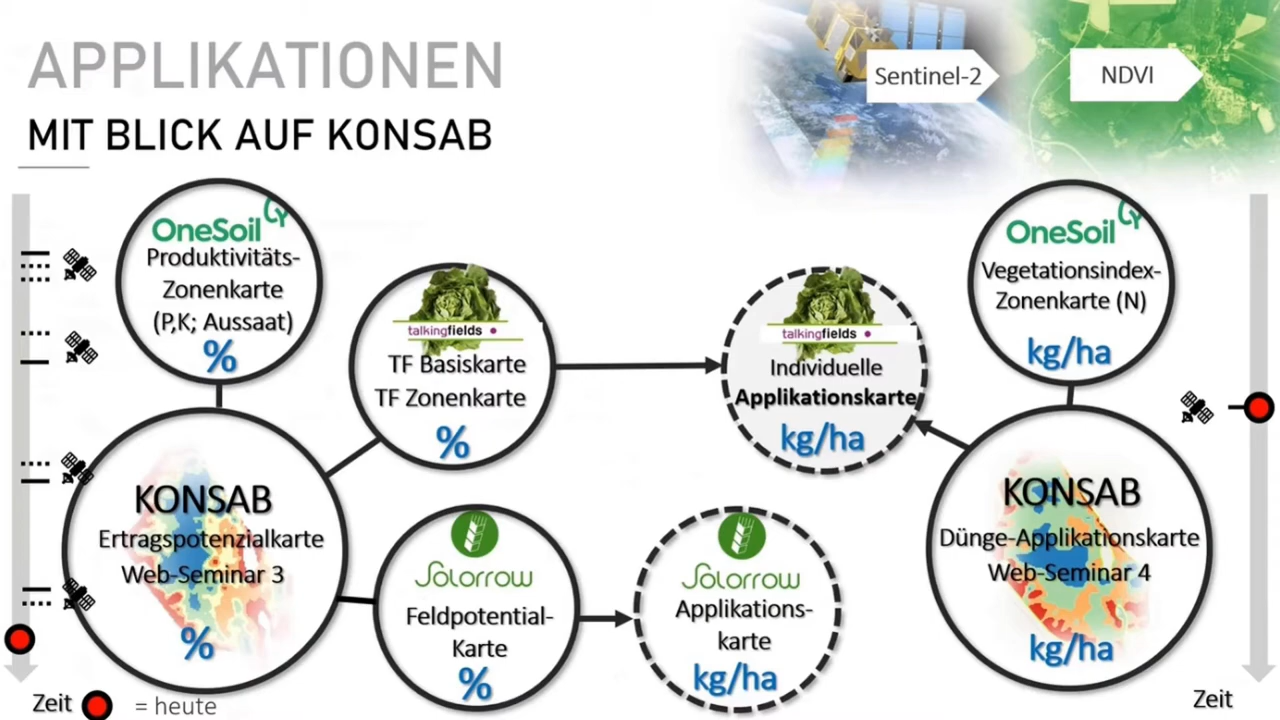 APPLIKATIONEN
MIT BLICK AUF KONSAB
Sentinel-2
NDVI
OneSoil
Produktivitäts-
Zonenkarte
(P,K; Aussaat)
%
talkingfields
TF Basiskarte
TF Zonenkarte
%
talkingfields
Individuelle
Applikationskarte
kg/ha
OneSoil
Vegetationsindex-
Zonenkarte (N)
kg/ha
KONSAB
Ertragspotenzialkarte
Web-Seminar 3
%
Solorrow
Feldpotential-
Karte
%
Solorrow
Applikations-
karte
kg/ha
KONSAB
Dünge-Applikationskarte
Web-Seminar 4
kg/ha
Zeit
= heute
Zeit